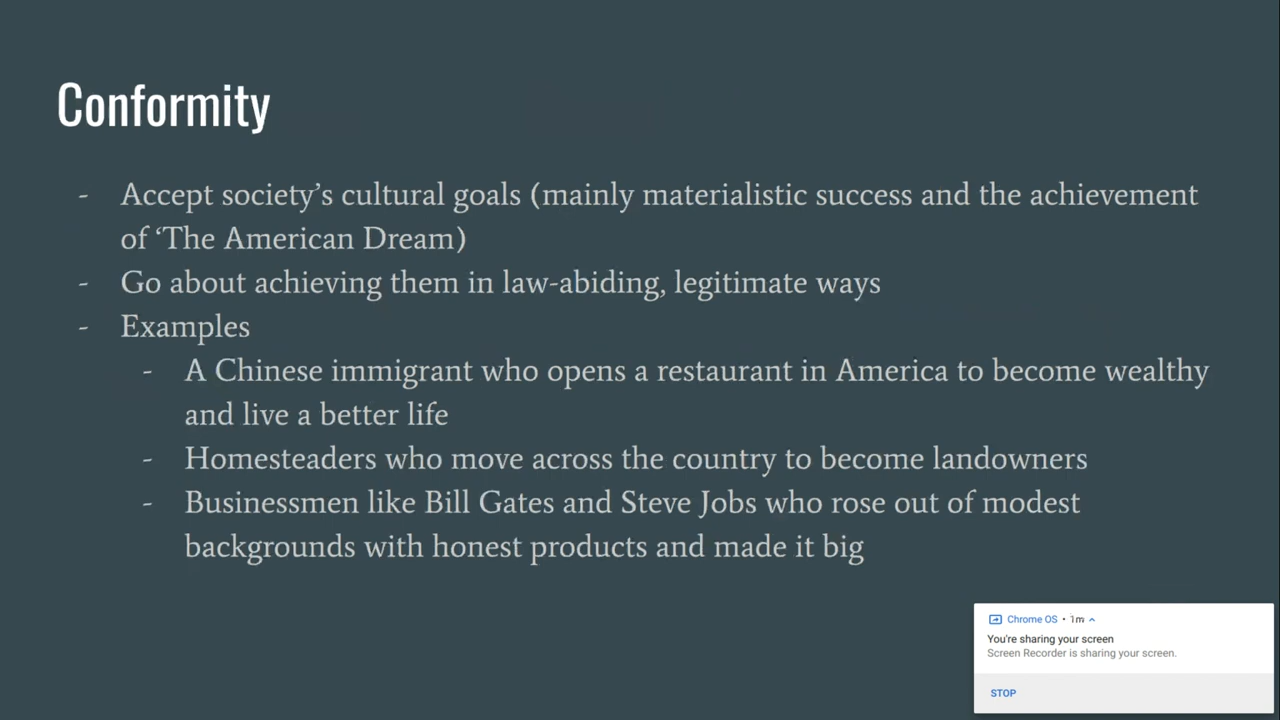 Conformity
- Accept society’s cultural goals (mainly materialistic success and the achievement
of ‘The American Dream)
- Go about achieving them in law-abiding, legitimate ways
- Examples
- A Chinese immigrant who opens a restaurant in America to become wealthy
and live a better life
- Homesteaders who move across the country to become landowners
- Businessmen like Bill Gates and Steve Jobs who rose out of modest
backgrounds with honest products and made it big
Chrome OS • 1m
You're sharing your screen
Screen Recorder is sharing your screen.
STOP